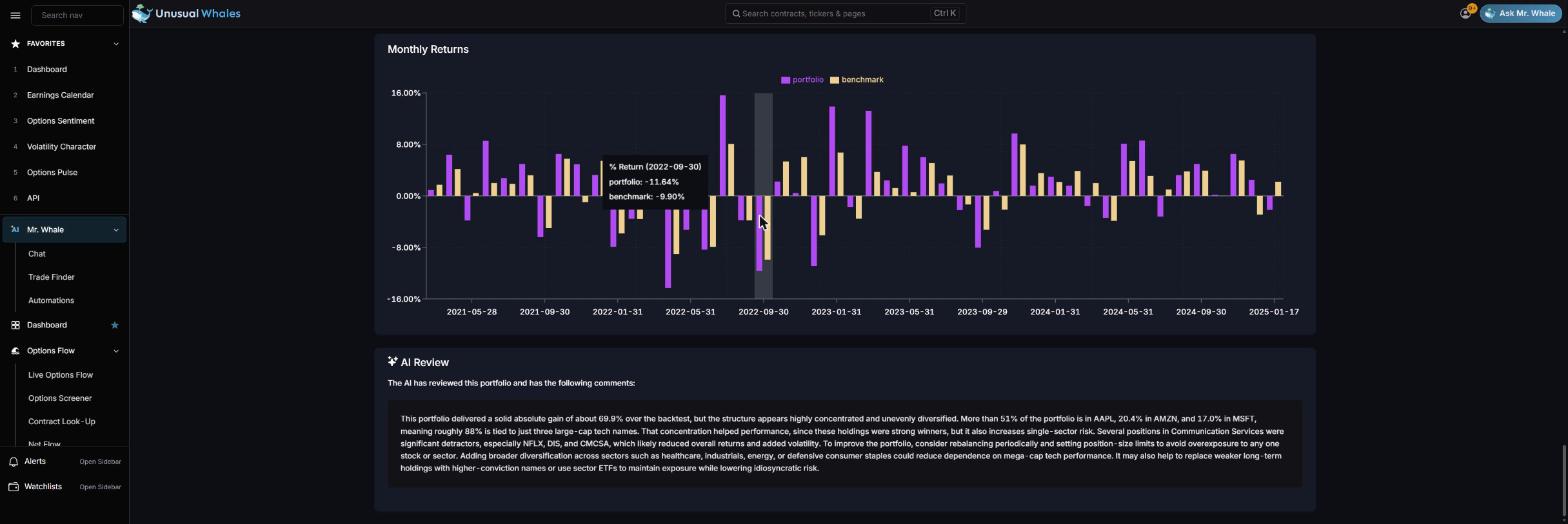 Search nav
Unusual Whales
Search contracts, tickers & pages
Ctrl K
9+
Ask Mr. Whale
FAVORITES
1 Dashboard
2 Earnings Calendar
3 Options Sentiment
4 Volatility Character
5 Options Pulse
6 API
AI Mr. Whale
Chat
Trade Finder
Automations
Dashboard
Options Flow
Live Options Flow
Options Screener
Contract Look-Up
Net Flow
Alerts Open Sidebar
Watchlists Open Sidebar
Monthly Returns
portfolio benchmark
16.00%
8.00%
0.00%
-8.00%
-16.00%
% Return (2022-09-30)
portfolio: -11.64%
benchmark: -9.90%
2021-05-28 2021-09-30 2022-01-31 2022-05-31 2022-09-30 2023-01-31 2023-05-31 2023-09-29 2024-01-31 2024-05-31 2024-09-30 2025-01-17
AI Review
The AI has reviewed this portfolio and has the following comments:
This portfolio delivered a solid absolute gain of about 69.9% over the backtest, but the structure appears highly concentrated and unevenly diversified. More than 51% of the portfolio is in AAPL, 20.4% in AMZN, and 17.0% in MSFT,
meaning roughly 88% is tied to just three large-cap tech names. That concentration helped performance, since these holdings were strong winners, but it also increases single-sector risk. Several positions in Communication Services were
significant detractors, especially NFLX, DIS, and CMCSA, which likely reduced overall returns and added volatility. To improve the portfolio, consider rebalancing periodically and setting position-size limits to avoid overexposure to any one
stock or sector. Adding broader diversification across sectors such as healthcare, industrials, energy, or defensive consumer staples could reduce dependence on mega-cap tech performance. It may also help to replace weaker long-term
holdings with higher-conviction names or use sector ETFs to maintain exposure while lowering idiosyncratic risk.